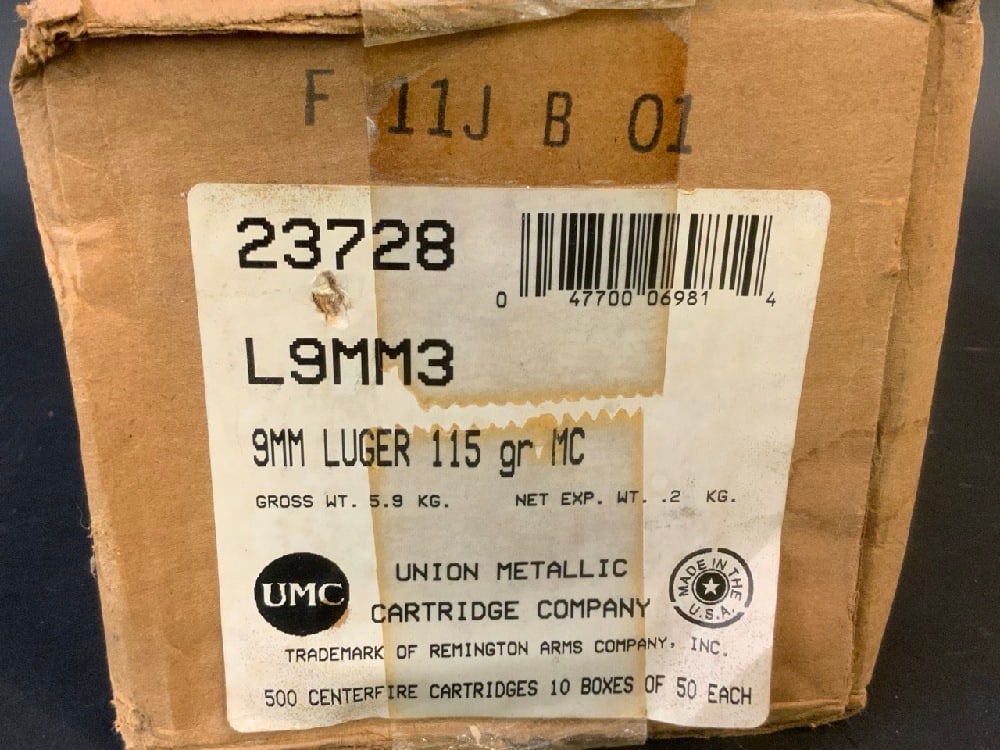 F 11J B 01
23728
0 47700 06981 4
L9MM3
9MM LUGER 115 gr MC
GROSS WT. 5.9 KG. NET EXP. WT. .2 KG.
UMC
UNION METALLIC
CARTRIDGE COMPANY
MADE IN THE
U.S.A.
TRADEMARK OF REMINGTON ARMS COMPANY, INC.
500 CENTERFIRE CARTRIDGES 10 BOXES OF 50 EACH